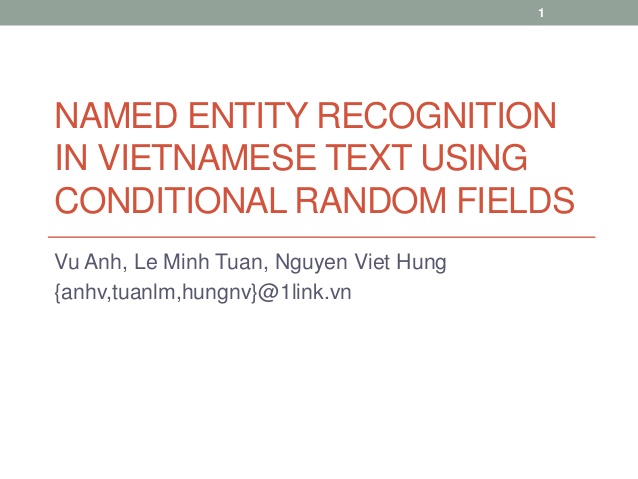 1
NAMED ENTITY RECOGNITION
IN VIETNAMESE TEXT USING
CONDITIONAL RANDOM FIELDS
Vu Anh, Le Minh Tuan, Nguyen Viet Hung
{anhv,tuanlm,hungnv}@1link.vn